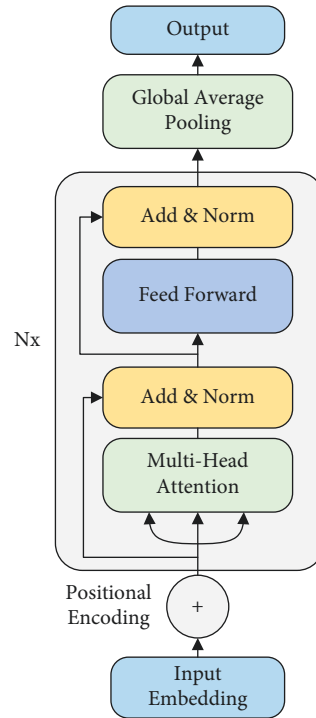 Output
Global Average
Pooling
Add & Norm
Feed Forward
Nx
Add & Norm
Multi-Head
Attention
Positional
Encoding
+
Input
Embedding